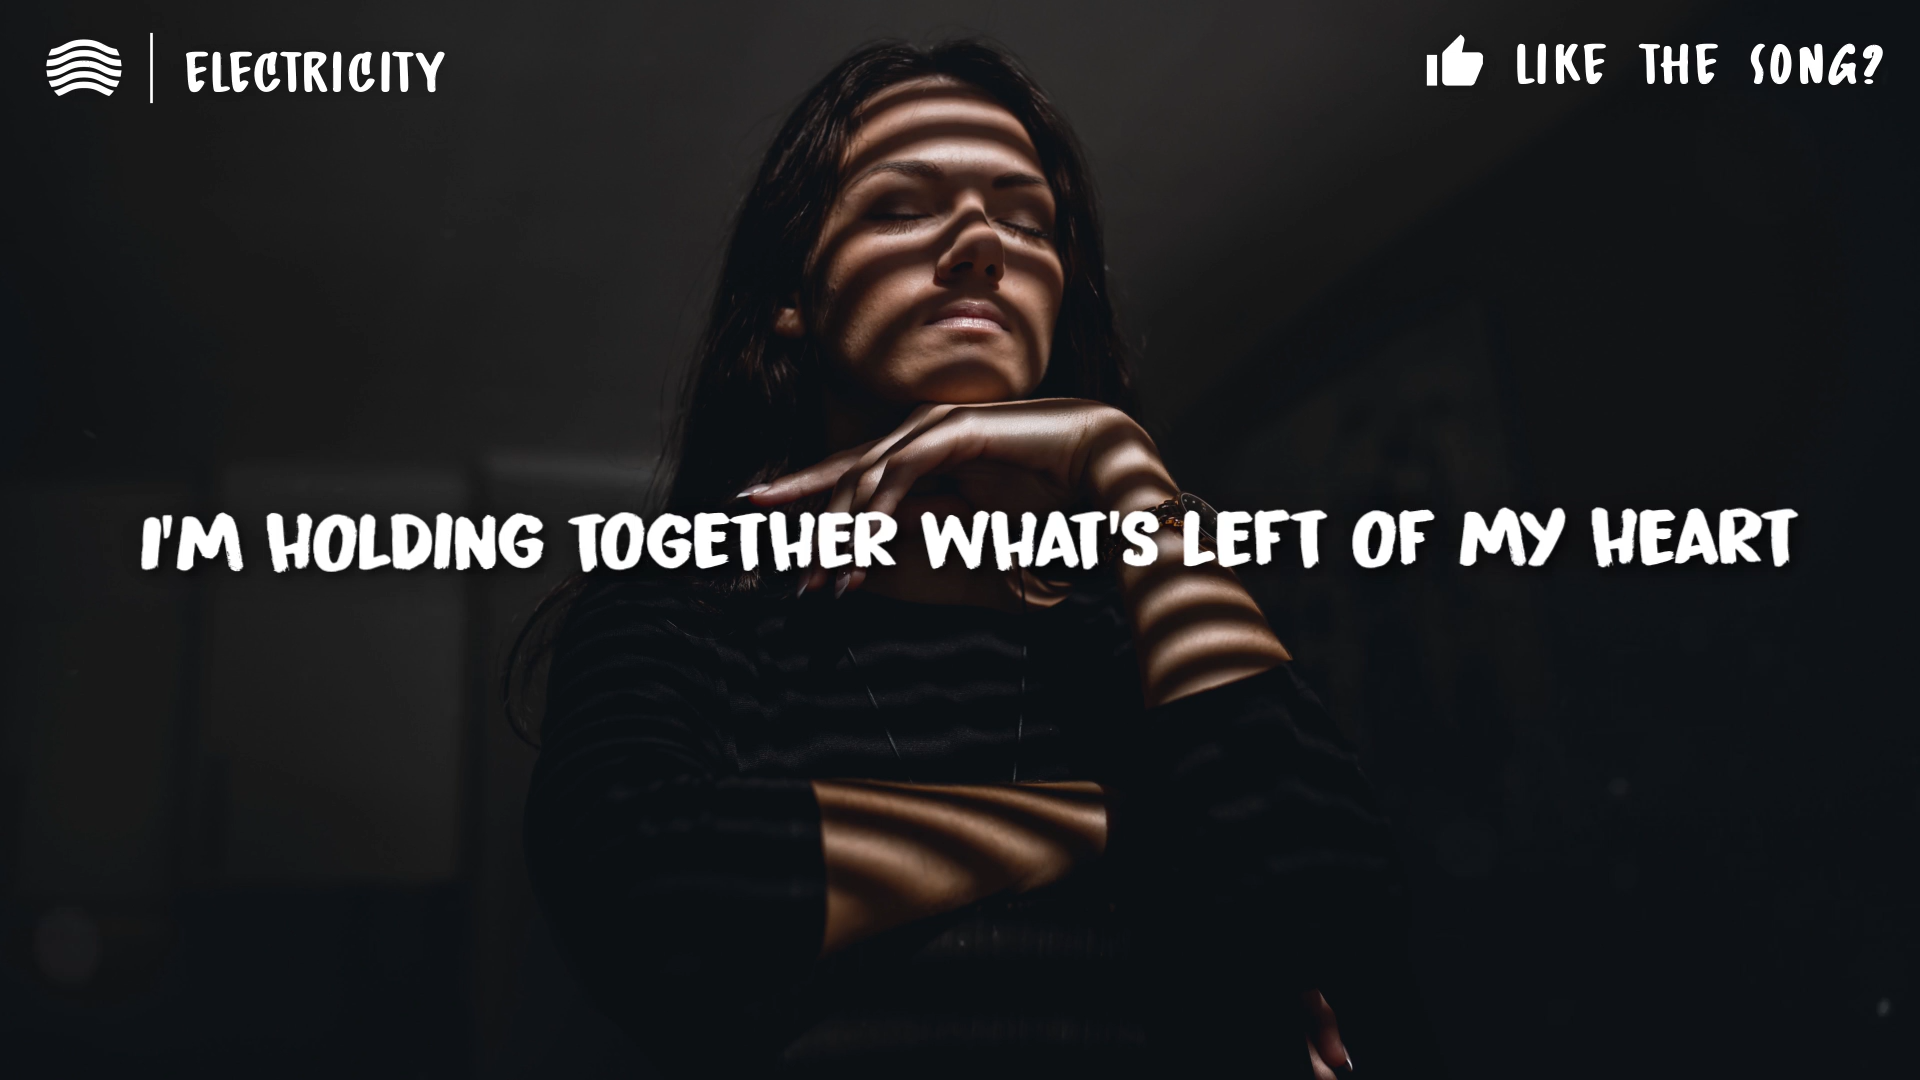 ELECTRICITY
LIKE THE SONG?
I'M HOLDING TOGETHER WHAT'S LEFT OF MY HEART